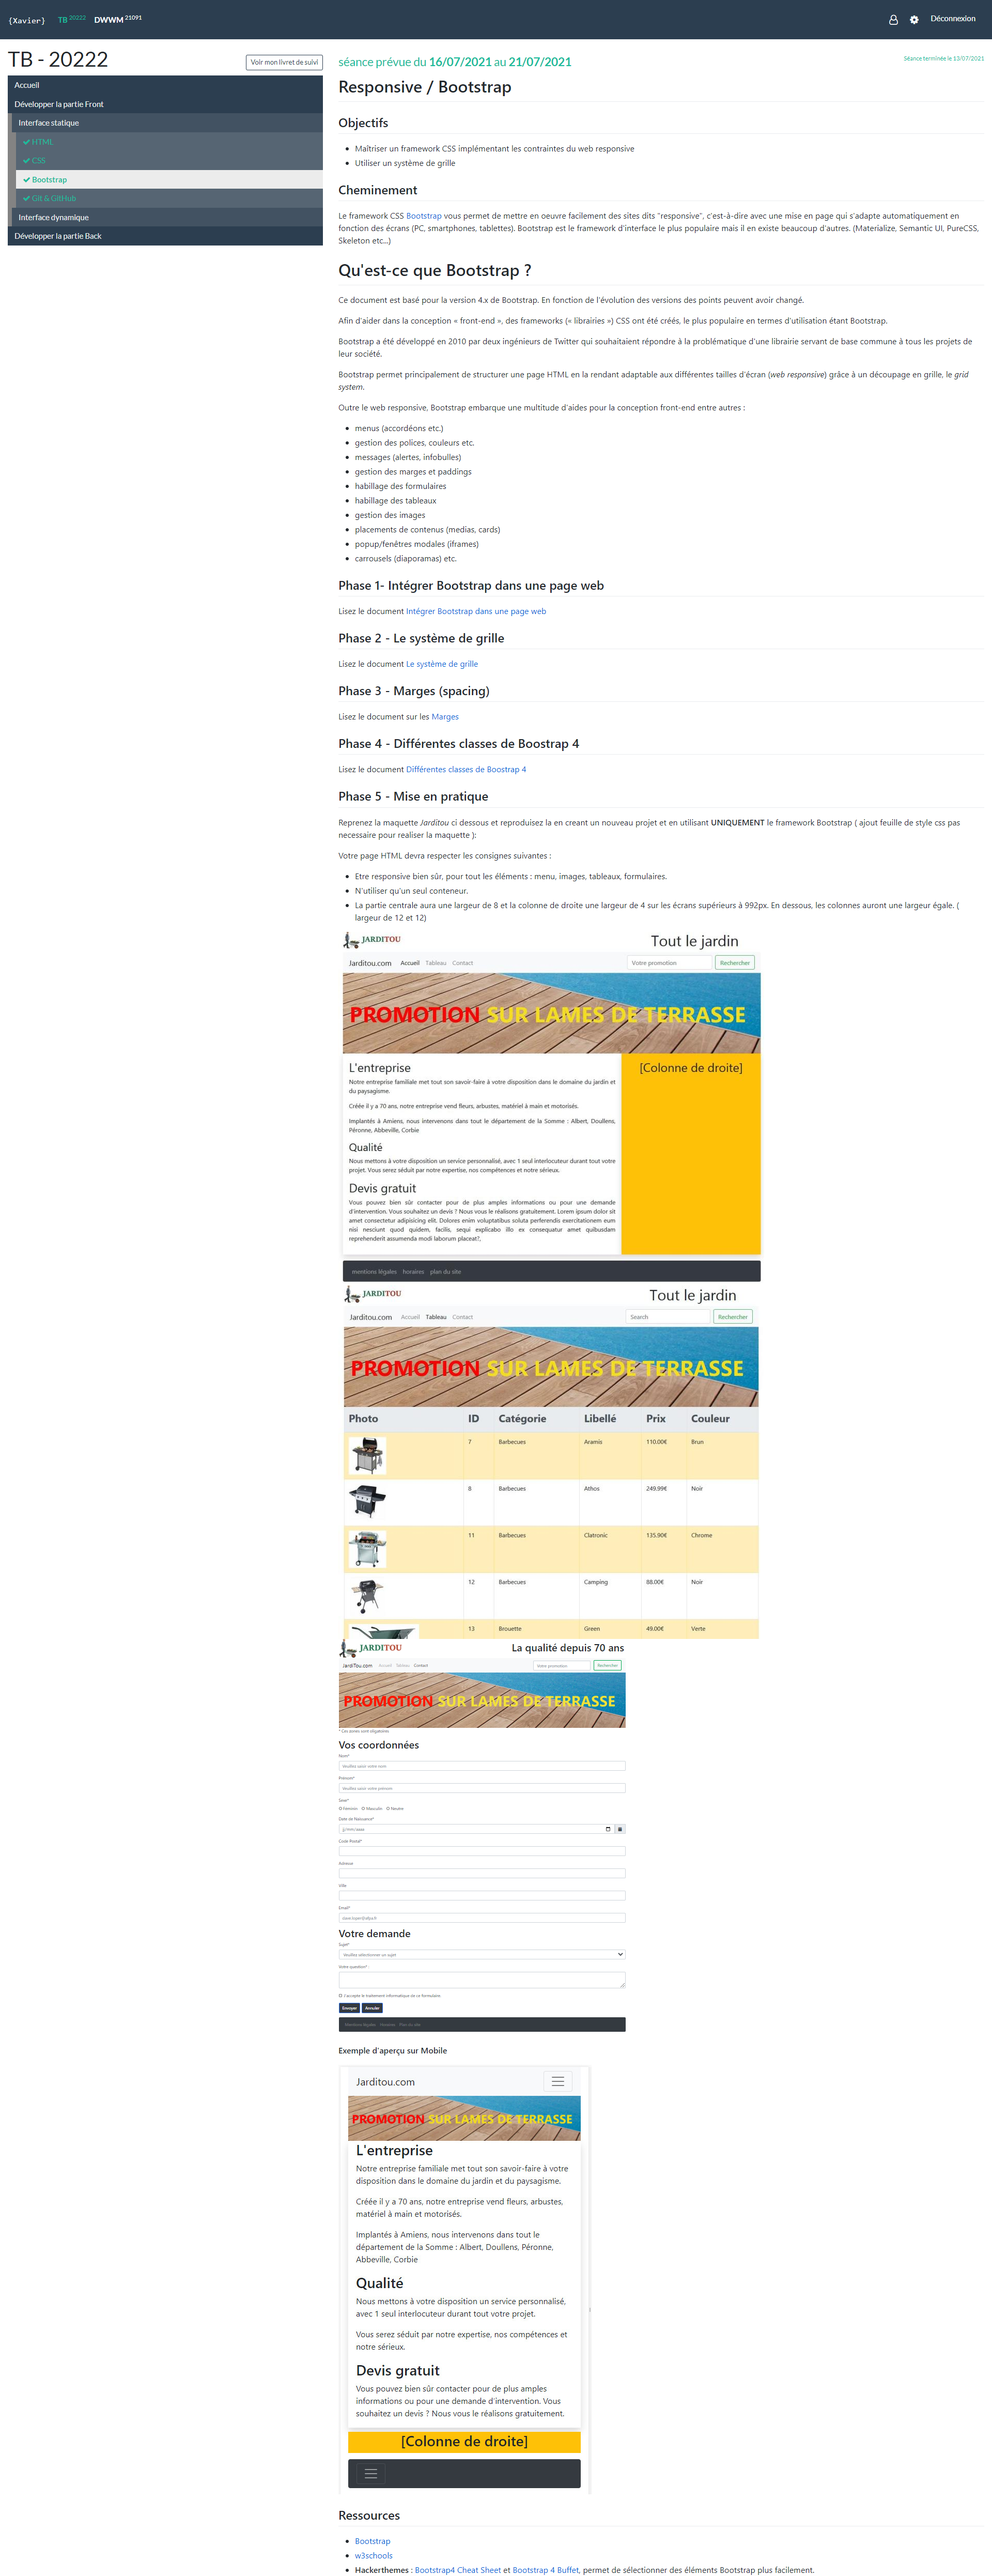 {Xavier}
TB 20222
DWWM 21091
Déconnexion
TB - 20222
Voir mon livret de suivi
Accueil
Développer la partie Front
Interface statique
HTML
CSS
Bootstrap
Git & GitHub
Interface dynamique
Développer la partie Back
séance prévue du 16/07/2021 au 21/07/2021
Séance terminée le 13/07/2021
Responsive / Bootstrap
Objectifs
Maîtriser un framework CSS implémentant les contraintes du web responsive
Utiliser un système de grille
Cheminement
Le framework CSS Bootstrap vous permet de mettre en oeuvre facilement des sites dits "responsive", c'est-à-dire avec une mise en page qui s'adapte automatiquement en
fonction des écrans (PC, smartphones, tablettes). Bootstrap est le framework d'interface le plus populaire mais il en existe beaucoup d'autres. (Materialize, Semantic UI, PureCSS,
Skeleton etc...)
Qu'est-ce que Bootstrap ?
Ce document est basé pour la version 4.x de Bootstrap. En fonction de l'évolution des versions des points peuvent avoir changé.
Afin d'aider dans la conception « front-end », des frameworks (« librairies ») CSS ont été créés, le plus populaire en termes d'utilisation étant Bootstrap.
Bootstrap a été développé en 2010 par deux ingénieurs de Twitter qui souhaitaient répondre à la problématique d'une librairie servant de base commune à tous les projets de
leur société.
Bootstrap permet principalement de structurer une page HTML en la rendant adaptable aux différentes tailles d'écran (web responsive) grâce à un découpage en grille, le grid
system.
Outre le web responsive, Bootstrap embarque une multitude d'aides pour la conception front-end entre autres :
menus (accordéons etc.)
gestion des polices, couleurs etc.
messages (alertes, infobulles)
gestion des marges et paddings
habillage des formulaires
habillage des tableaux
gestion des images
placements de contenus (medias, cards)
popup/fenêtres modales (iframes)
carrousels (diaporamas) etc.
Phase 1- Intégrer Bootstrap dans une page web
Lisez le document Intégrer Bootstrap dans une page web
Phase 2 - Le système de grille
Lisez le document Le système de grille
Phase 3 - Marges (spacing)
Lisez le document sur les Marges
Phase 4 - Différentes classes de Boostrap 4
Lisez le document Différentes classes de Boostrap 4
Phase 5 - Mise en pratique
Reprenez la maquette Jarditou ci dessous et reproduisez la en creant un nouveau projet et en utilisant UNIQUEMENT le framework Bootstrap ( ajout feuille de style css pas
necessaire pour realiser la maquette ):
Votre page HTML devra respecter les consignes suivantes :
Etre responsive bien sûr, pour tout les éléments : menu, images, tableaux, formulaires.
N'utiliser qu'un seul conteneur.
La partie centrale aura une largeur de 8 et la colonne de droite une largeur de 4 sur les écrans supérieurs à 992px. En dessous, les colonnes auront une largeur égale. (
largeur de 12 et 12)
JARDITOU
Tout le jardin
Jarditou.com Accueil Tableau Contact
Votre promotion Rechercher
PROMOTION SUR LAMES DE TERRASSE
L'entreprise
[Colonne de droite]
Notre entreprise familiale met tout son savoir-faire à votre disposition dans le domaine du jardin et
du paysagisme.
Créée il y a 70 ans, notre entreprise vend fleurs, arbustes, matériel à main et motorisés.
Implantés à Amiens, nous intervenons dans tout le département de la Somme : Albert, Doullens,
Péronne, Abbeville, Corbie
Qualité
Nous mettons à votre disposition un service personnalisé, avec 1 seul interlocuteur durant tout votre
projet. Vous serez séduit par notre expertise, nos compétences et notre sérieux.
Devis gratuit
Vous pouvez bien sûr contacter pour de plus amples informations ou pour une demande
d'intervention. Vous souhaitez un devis ? Nous vous le réalisons gratuitement. Lorem ipsum dolor sit
amet consectetur adipisicing elit. Dolores enim voluptatibus soluta perferendis exercitationem eum
nisi nesciunt quod quidem, facilis, sequi explicabo illo ex consequatur amet quibusdam
reprehenderit assumenda modi laborum placeat?,
mentions légales horaires plan du site
JARDITOU
Tout le jardin
Jarditou.com Accueil Tableau Contact
Search Rechercher
PROMOTION SUR LAMES DE TERRASSE
Photo ID Catégorie Libellé Prix Couleur
7 Barbecues Aramis 110.00€ Brun
8 Barbecues Athos 249.99€ Noir
11 Barbecues Clatronic 135.90€ Chrome
12 Barbecues Camping 88.00€ Noir
13 Brouette Green 49.00€ Verte
JARDITOU
La qualité depuis 70 ans
JardiTou.com Accueil Tableau Contact
Votre promotion Rechercher
PROMOTION SUR LAMES DE TERRASSE
* Ces zones sont obligatoires
Vos coordonnées
Nom*
Veuillez saisir votre nom
Prénom*
Veuillez saisir votre prénom
Sexe*
Féminin Masculin Neutre
Date de Naissance*
jj/mm/aaaa
Code Postal*
Adresse
Ville
Email*
Votre demande
Sujet*
Veuillez sélectionner un sujet
Votre question* :
J'accepte le traitement informatique de ce formulaire.
Envoyer Annuler
Mentions légales Horaires Plan du site
Exemple d'aperçu sur Mobile
Jarditou.com
PROMOTION SUR LAMES DE TERRASSE
L'entreprise
Notre entreprise familiale met tout son savoir-faire à votre
disposition dans le domaine du jardin et du paysagisme.
Créée il y a 70 ans, notre entreprise vend fleurs, arbustes,
matériel à main et motorisés.
Implantés à Amiens, nous intervenons dans tout le
département de la Somme : Albert, Doullens, Péronne,
Abbeville, Corbie
Qualité
Nous mettons à votre disposition un service personnalisé,
avec 1 seul interlocuteur durant tout votre projet.
Vous serez séduit par notre expertise, nos compétences et
notre sérieux.
Devis gratuit
Vous pouvez bien sûr contacter pour de plus amples
informations ou pour une demande d'intervention. Vous
souhaitez un devis ? Nous vous le réalisons gratuitement.
[Colonne de droite]
Ressources
Bootstrap
w3schools
Hackerthemes : Bootstrap4 Cheat Sheet et Bootstrap 4 Buffet, permet de sélectionner des éléments Bootstrap plus facilement.